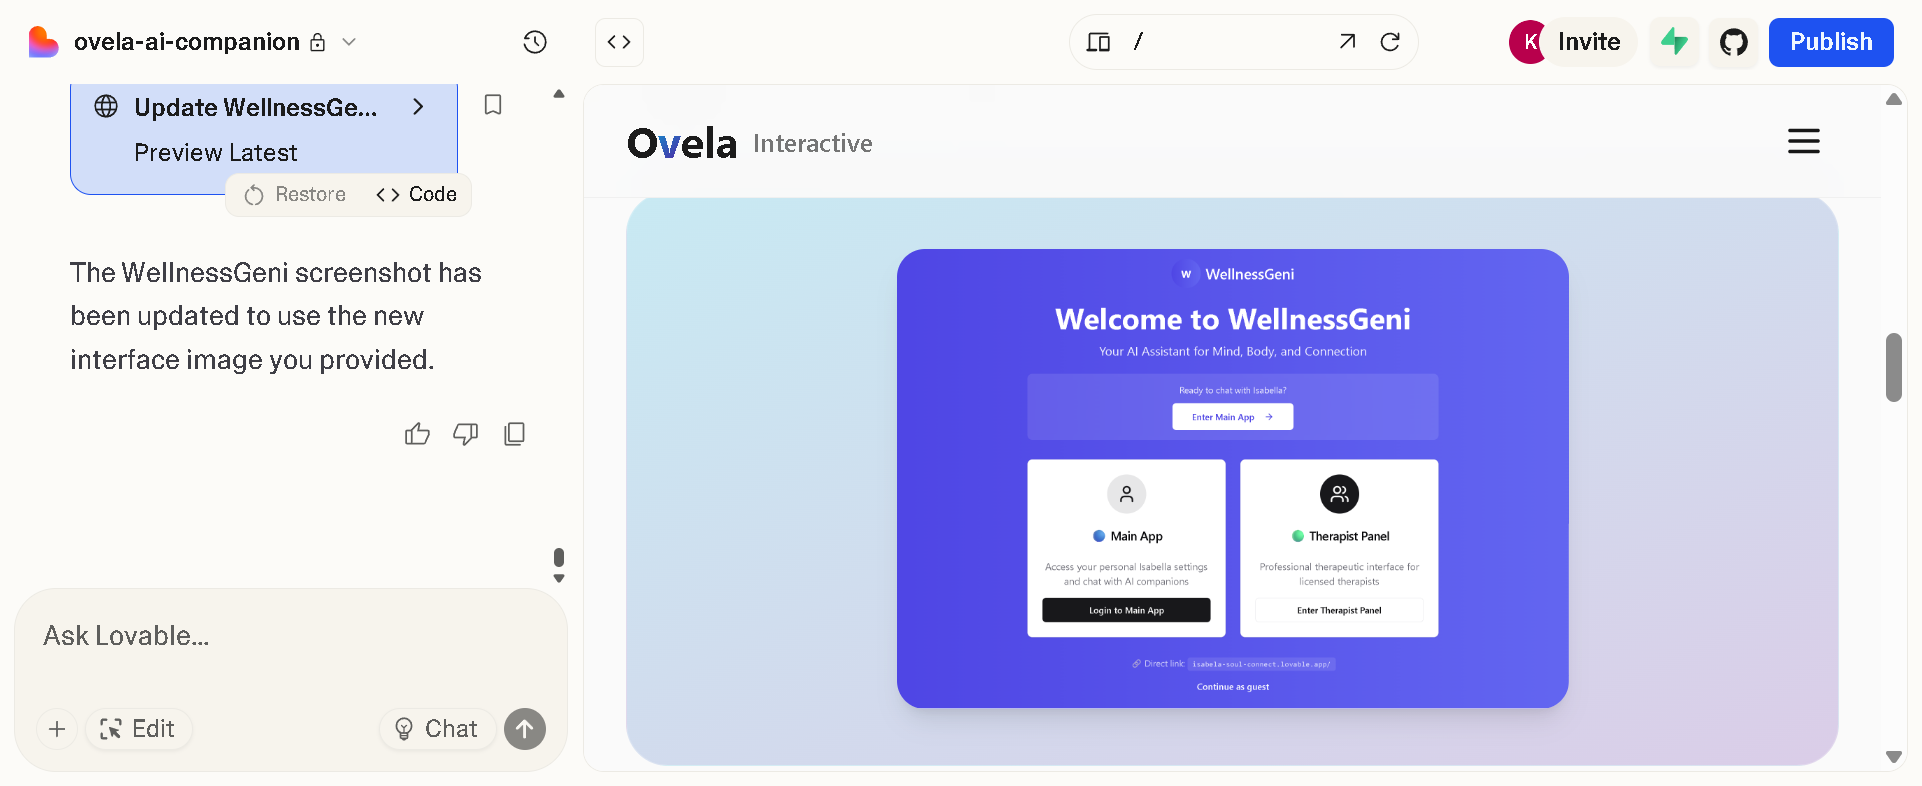 ovela-ai-companion
/
K
Invite
Publish
Update WellnessGe...
Preview Latest
Restore
Code
The WellnessGeni screenshot has
been updated to use the new
interface image you provided.
Ask Lovable...
Edit
Chat
Ovela Interactive
W WellnessGeni
Welcome to WellnessGeni
Your AI Assistant for Mind, Body, and Connection
Ready to chat with Isabella?
Enter Main App →
Main App
Access your personal Isabella settings
and chat with AI companions
Login to Main App
Therapist Panel
Professional therapeutic interface for
licensed therapists
Enter Therapist Panel
Direct link: isabela-soul-connect.lovable.app/
Continue as guest